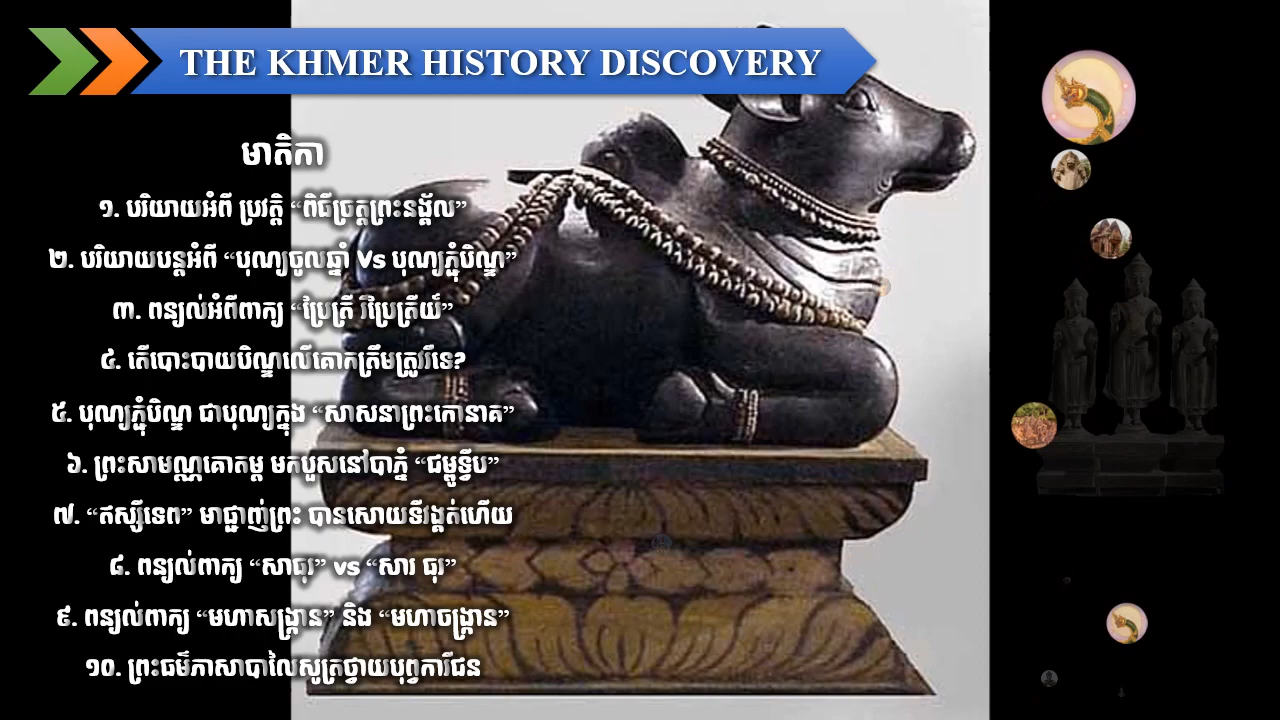 THE KHMER HISTORY DISCOVERY
មាតិកា
១. បរិយាយអំពី ប្រវត្តិ “ពិធីច្រត្តព្រះនង្គ័ល”
២. បរិយាយបន្តអំពី “បុណ្យចូលឆ្នាំ Vs បុណ្យភ្ជុំបិណ្ឌ”
៣. ពន្យល់អំពីពាក្យ “ប្រៃត្រី រឺប្រៃត្រីយ៍”
៤. តើបោះបាយបិណ្ឌលើគោកត្រឹមត្រូវរឺទេ?
៥. បុណ្យភ្ជុំបិណ្ឌ ជាបុណ្យក្នុង “សាសនាព្រះកោនាគ”
៦. ព្រះសាមណ្ណគោតម្ដ មកបួសនៅបាភ្នំ “ជម្ពូទ្វីប”
៧. “ឥស្សីទេព” មាផ្ចាញ់ព្រះ បានសោយទីវង្គត់ហើយ
៨. ពន្យល់ពាក្យ “សាធុ” vs “សារ ធុរ”
៩. ពន្យល់ពាក្យ “មហាសង្ក្រាន” និង “មហាចង្ក្រាន”
១០. ព្រះធម៌ភាសាបាលៃសូត្រថ្វាយបុព្វការីជន